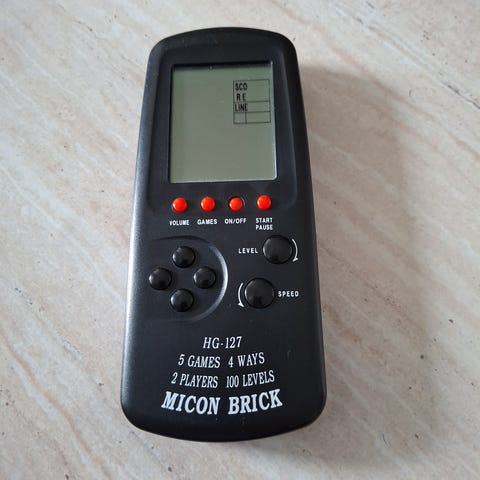 SCO
RE
LINE
VOLUME GAMES ON/OFF START
PAUSE
LEVEL
SPEED
HG-127
5 GAMES 4 WAYS
2 PLAYERS 100 LEVELS
MICON BRICK